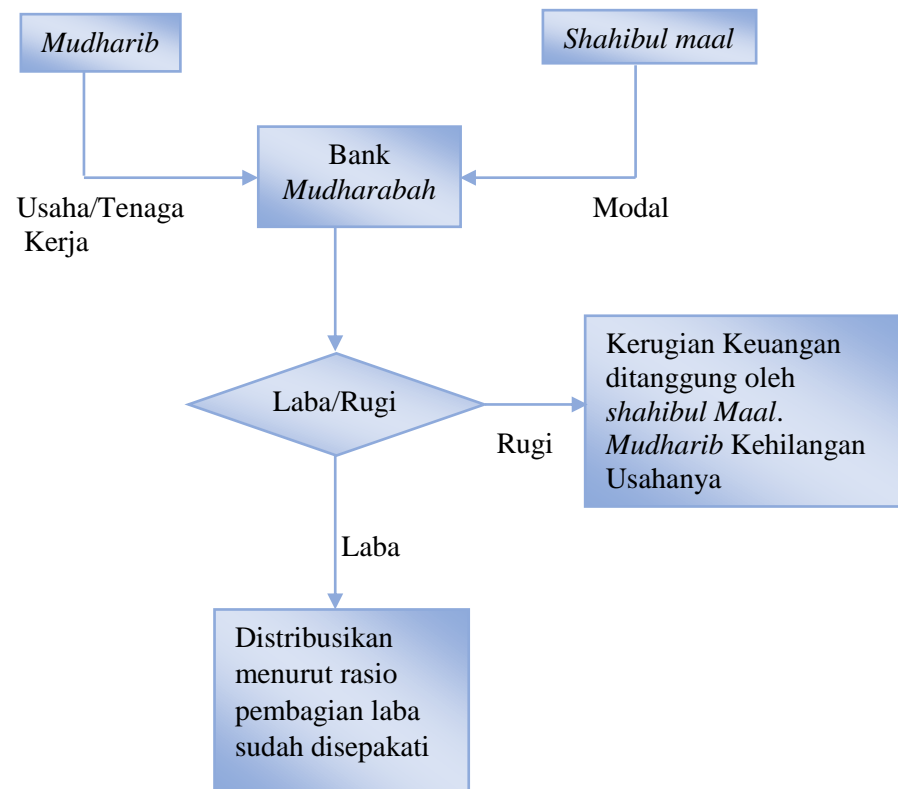 Mudharib
Shahibul maal
Bank
Mudharabah
Usaha/Tenaga
Kerja
Modal
Laba/Rugi
Rugi
Kerugian Keuangan
ditanggung oleh
shahibul Maal.
Mudharib Kehilangan
Usahanya
Laba
Distribusikan
menurut rasio
pembagian laba
sudah disepakati